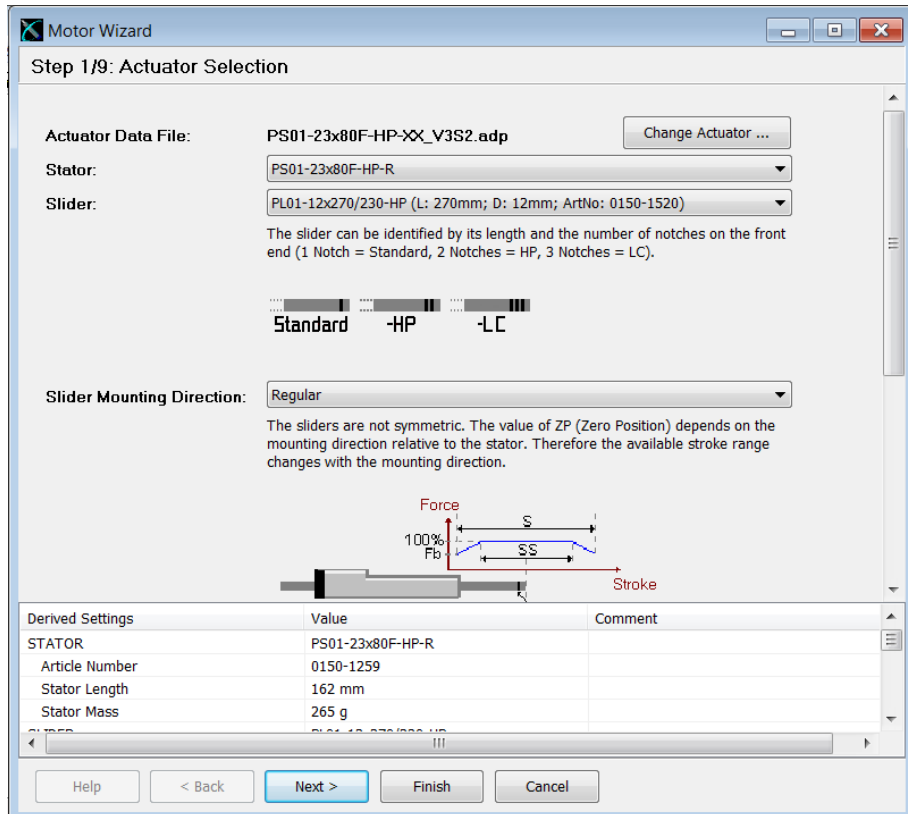 Motor Wizard
Step 1/9: Actuator Selection
Actuator Data File: PS01-23x80F-HP-XX_V3S2.adp Change Actuator ...
Stator: PS01-23x80F-HP-R
Slider: PL01-12x270/230-HP (L: 270mm; D: 12mm; ArtNo: 0150-1520)
The slider can be identified by its length and the number of notches on the front
end (1 Notch = Standard, 2 Notches = HP, 3 Notches = LC).
Standard -HP -LC
Slider Mounting Direction: Regular
The sliders are not symmetric. The value of ZP (Zero Position) depends on the
mounting direction relative to the stator. Therefore the available stroke range
changes with the mounting direction.
Force
S
100%
Fb SS
Stroke
Derived Settings Value Comment
STATOR PS01-23x80F-HP-R
Article Number 0150-1259
Stator Length 162 mm
Stator Mass 265 g
Help < Back Next > Finish Cancel